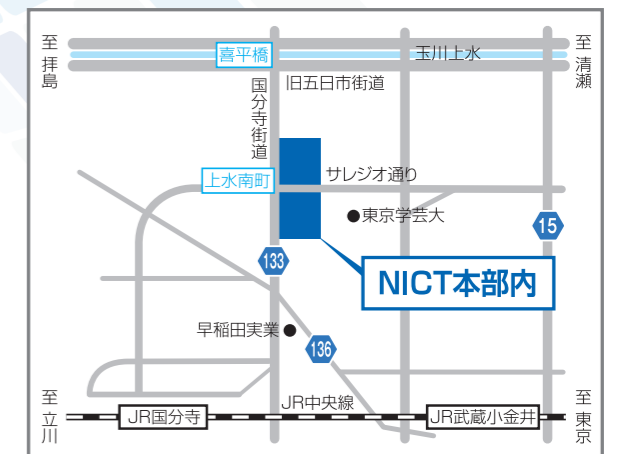 至拝島
喜平橋
玉川上水
至清瀬
国分寺街道
旧五日市街道
上水南町
サレジオ通り
東京学芸大
15
133
NICT本部内
早稲田実業
136
至立川
JR国分寺
JR中央線
JR武蔵小金井
至東京